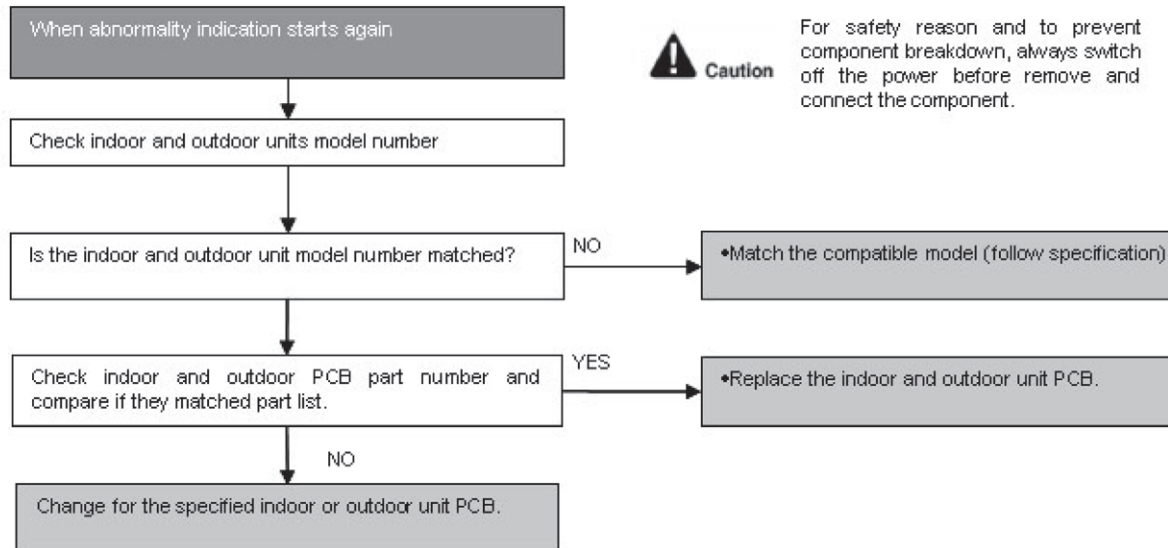 When abnormality indication starts again
For safety reason and to prevent
component breakdown, always switch
off the power before remove and
connect the component.
Caution
Check indoor and outdoor units model number
Is the indoor and outdoor unit model number matched?
NO
•Match the compatible model (follow specification)
Check indoor and outdoor PCB part number and
compare if they matched part list.
YES
•Replace the indoor and outdoor unit PCB.
NO
Change for the specified indoor or outdoor unit PCB.